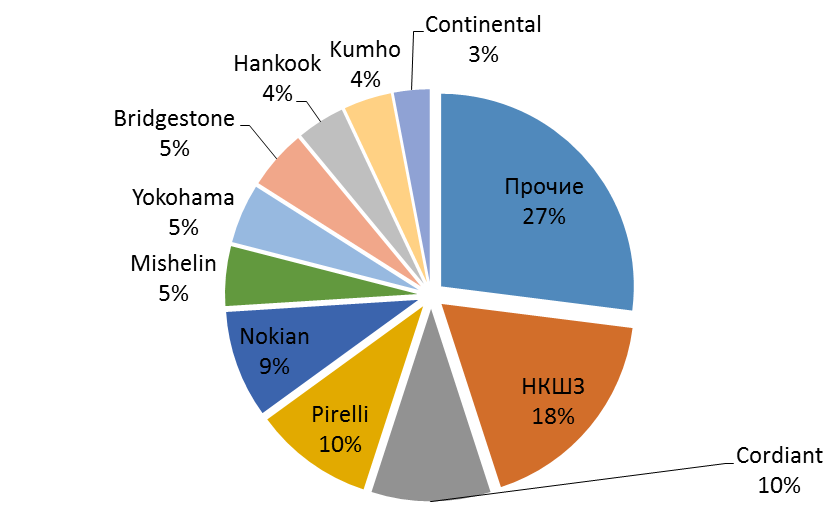 Continental
3%
Kumho
4%
Hankook
4%
Bridgestone
5%
Yokohama
5%
Mishelin
5%
Nokian
9%
Pirelli
10%
Cordiant
10%
НКШЗ
18%
Прочие
27%